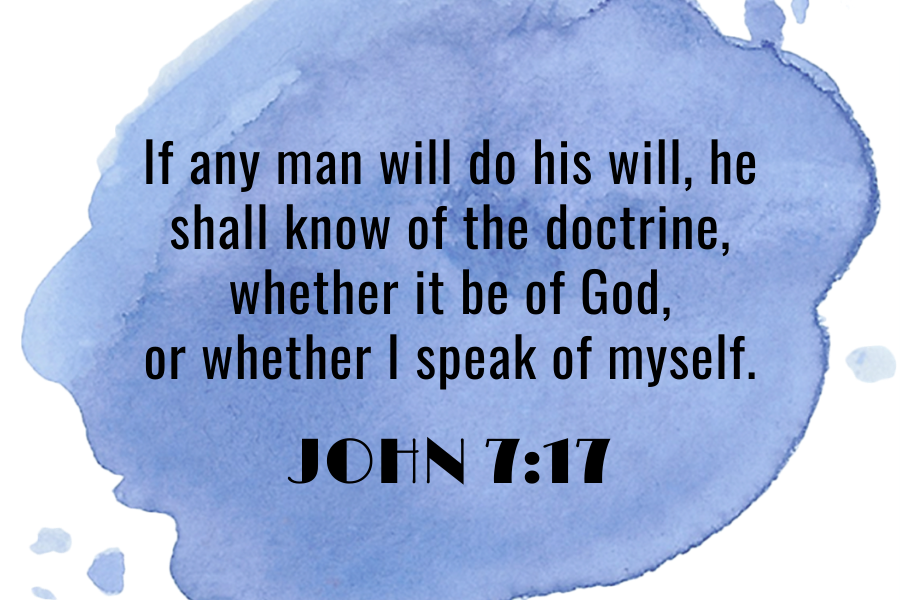 If any man will do his will, he
shall know of the doctrine,
whether it be of God,
or whether I speak of myself.
JOHN 7:17